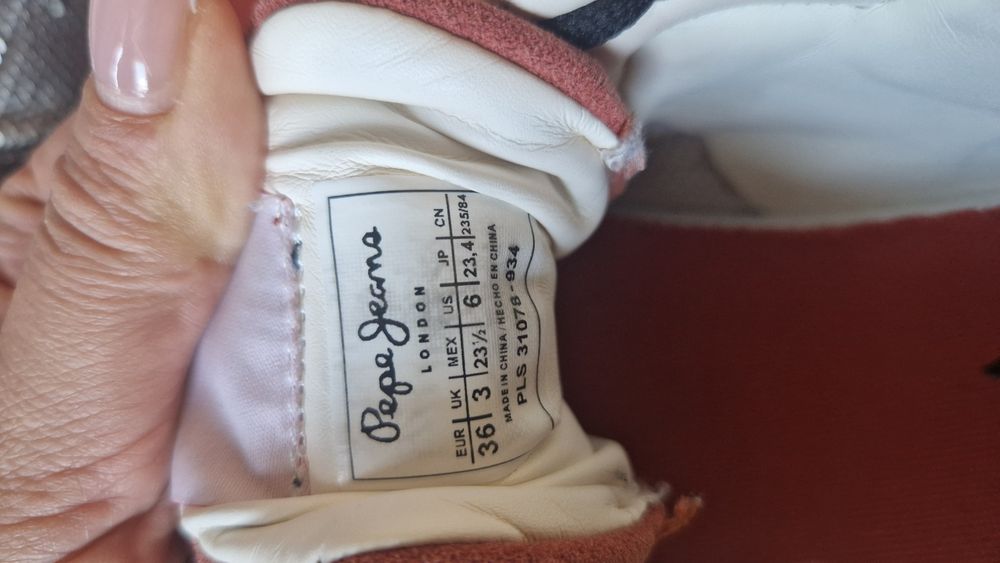 Pepe Jeans
LONDON
EUR | UK | MEX | US | JP | CN
36 | 3 | 23½ | 6 | 23,4 | 235/84
MADE IN CHINA / HECHO EN CHINA
PLS 31078 - 934